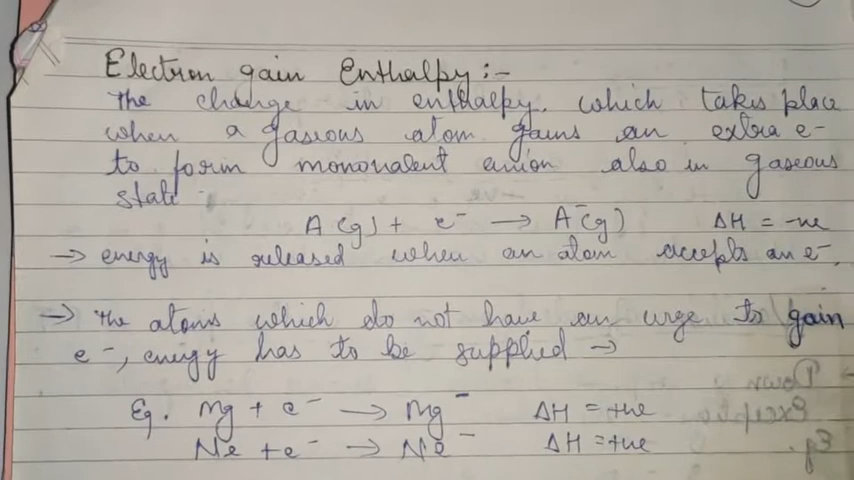 Electron gain Enthalpy :-
The change in enthalpy. which takes place
when a gaseous atom gains an extra e-
to form monovalent anion also in gaseous
state
A (g) + e⁻ → A⁻(g) ΔH = -ve
→ energy is released when an atom accepts an e⁻.
→ The atoms which do not have an urge to gain
e⁻, energy has to be supplied →
Eg. Mg + e⁻ → Mg⁻ ΔH = +ve
Ne + e⁻ → Ne⁻ ΔH = +ve